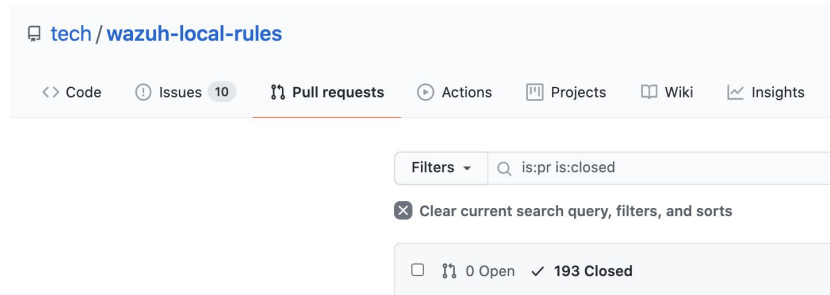 tech / wazuh-local-rules
Code Issues 10 Pull requests Actions Projects Wiki Insights
Filters is:pr is:closed
Clear current search query, filters, and sorts
0 Open 193 Closed